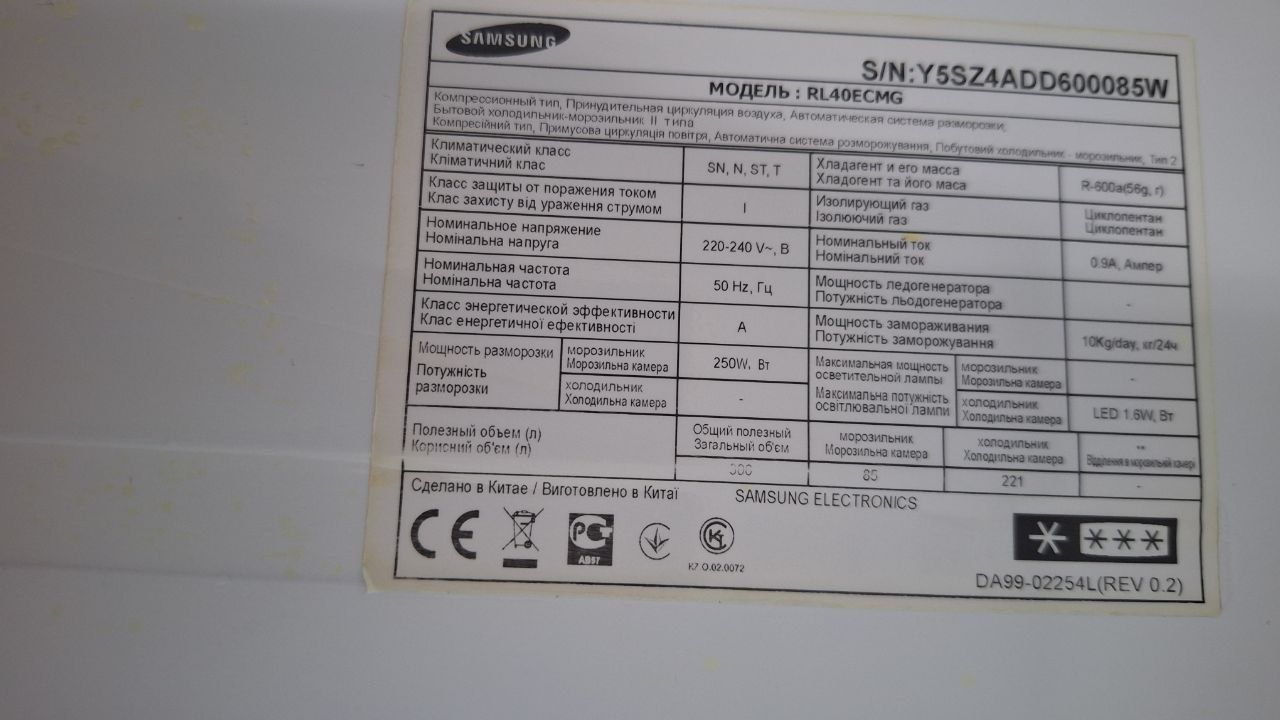 SAMSUNG
S/N:Y5SZ4ADD600085W
МОДЕЛЬ : RL40ECMG
Компрессионный тип, Принудительная циркуляция воздуха, Автоматическая система разморозки,
Бытовой холодильник-морозильник II типа
Компресійний тип, Примусова циркуляція повітря, Автоматична система розморожування, Побутовий холодильник - морозильник, Тип 2
Климатический класс
Кліматичний клас
SN, N, ST, T
Хладагент и его масса
Хладогент та його маса
R-600a(56g, г)
Класс защиты от поражения током
Клас захисту від ураження струмом
I
Изолирующий газ
Ізолюючий газ
Циклопентан
Циклопентан
Номинальное напряжение
Номінальна напруга
220-240 V~, В
Номинальный ток
Номінальний ток
0.9A, Ампер
Номинальная частота
Номінальна частота
50 Hz, Гц
Мощность ледогенератора
Потужність льодогенератора
-
Класс энергетической эффективности
Клас енергетичної ефективності
A
Мощность замораживания
Потужність заморожування
10Kg/day, кг/24ч
Мощность разморозки
Потужність
разморозки
морозильник
Морозильна камера
250W, Вт
холодильник
Холодильна камера
-
Максимальная мощность
осветительной лампы
Максимальна потужність
освітлювальної лампи
морозильник
Морозильна камера
-
холодильник
Холодильна камера
LED 1.6W, Вт
Полезный объем (л)
Корисний об'єм (л)
Общий полезный
Загальный об'єм
морозильник
Морозильна камера
85
холодильник
Холодильна камера
221
**
Відділення в морозильній камері
-
Сделано в Китае / Виготовлено в Китаї
SAMSUNG ELECTRONICS
CE
РСТ
АВ57
KZ.O.02.0072
DA99-02254L(REV 0.2)